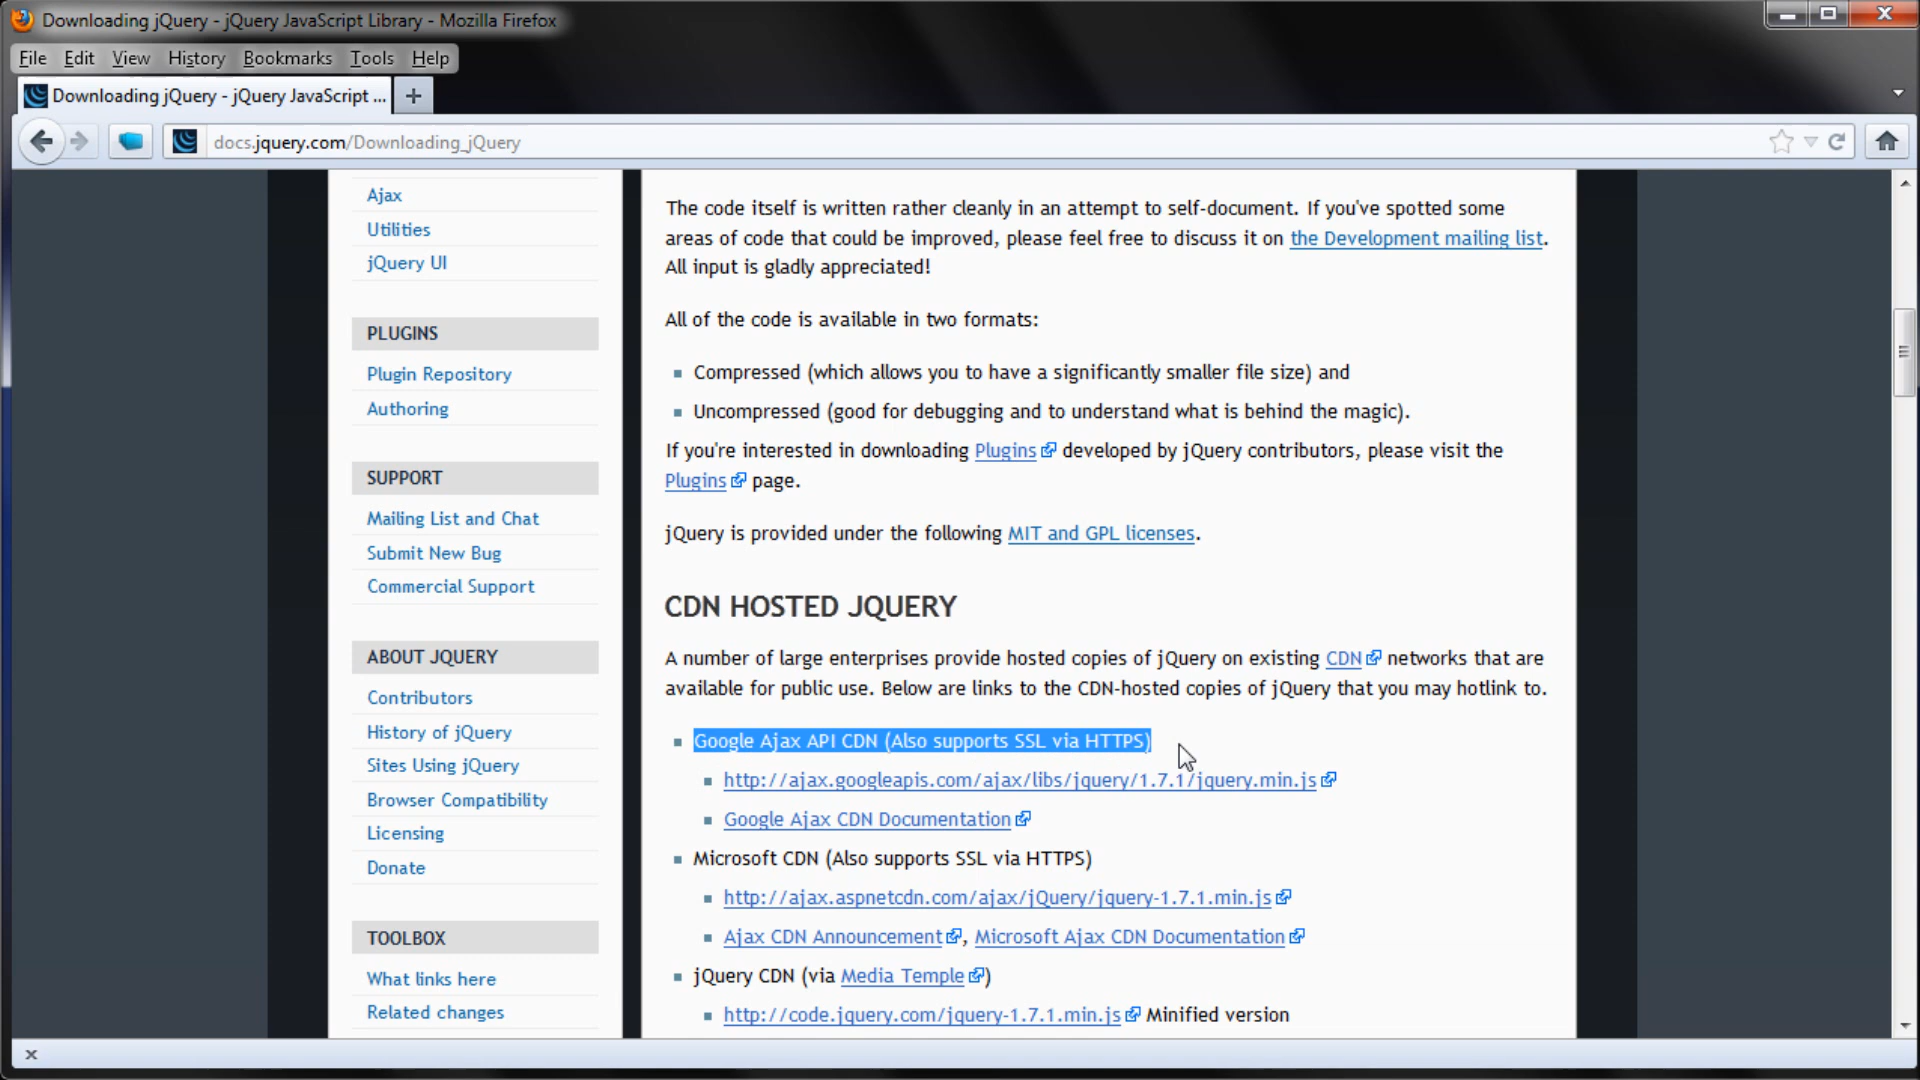 Downloading jQuery - jQuery JavaScript Library - Mozilla Firefox
File Edit View History Bookmarks Tools Help
Downloading jQuery - jQuery JavaScript ...
docs.jquery.com/Downloading_jQuery
Ajax
Utilities
jQuery UI
PLUGINS
Plugin Repository
Authoring
SUPPORT
Mailing List and Chat
Submit New Bug
Commercial Support
ABOUT JQUERY
Contributors
History of jQuery
Sites Using jQuery
Browser Compatibility
Licensing
Donate
TOOLBOX
What links here
Related changes
The code itself is written rather cleanly in an attempt to self-document. If you've spotted some
areas of code that could be improved, please feel free to discuss it on the Development mailing list.
All input is gladly appreciated!
All of the code is available in two formats:
Compressed (which allows you to have a significantly smaller file size) and
Uncompressed (good for debugging and to understand what is behind the magic).
If you're interested in downloading Plugins developed by jQuery contributors, please visit the
Plugins page.
jQuery is provided under the following MIT and GPL licenses.
CDN HOSTED JQUERY
A number of large enterprises provide hosted copies of jQuery on existing CDN networks that are
available for public use. Below are links to the CDN-hosted copies of jQuery that you may hotlink to.
Google Ajax API CDN (Also supports SSL via HTTPS)
http://ajax.googleapis.com/ajax/libs/jquery/1.7.1/jquery.min.js
Google Ajax CDN Documentation
Microsoft CDN (Also supports SSL via HTTPS)
http://ajax.aspnetcdn.com/ajax/jQuery/jquery-1.7.1.min.js
Ajax CDN Announcement, Microsoft Ajax CDN Documentation
jQuery CDN (via Media Temple)
http://code.jquery.com/jquery-1.7.1.min.js Minified version